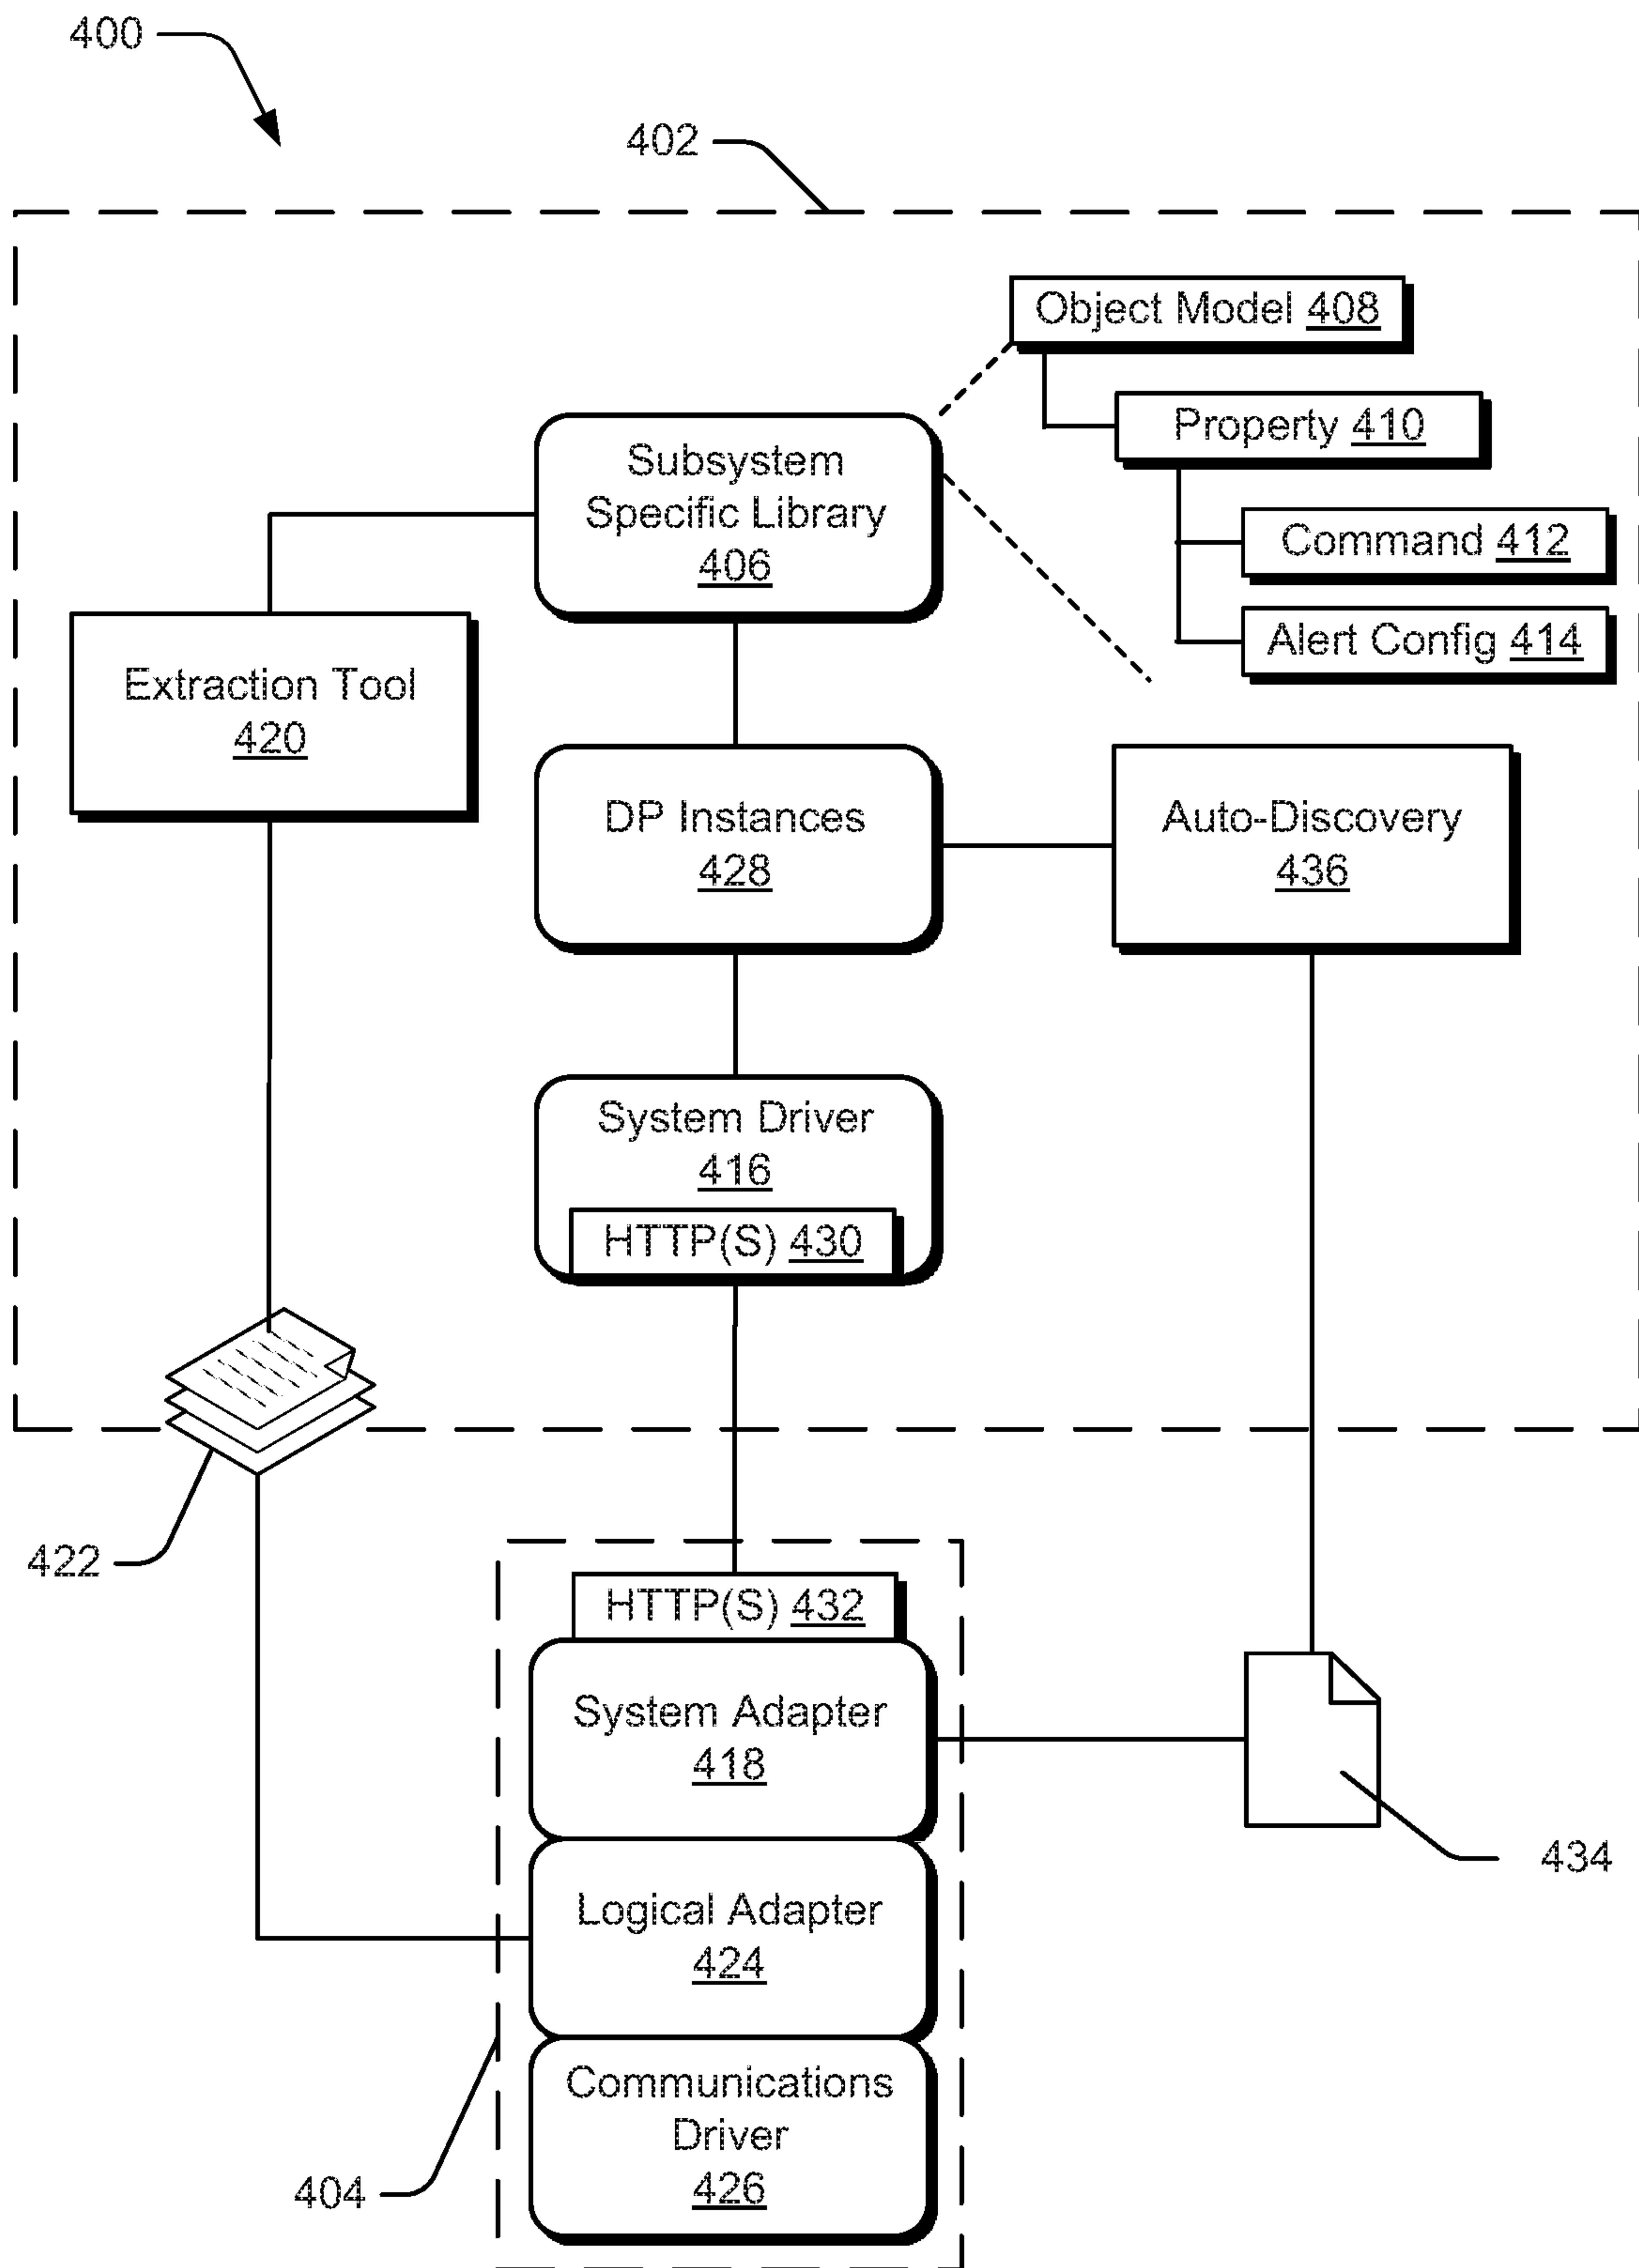 400
402
Object Model 408
Property 410
Command 412
Alert Config 414
Subsystem
Specific Library
406
Extraction Tool
420
DP Instances
428
Auto-Discovery
436
System Driver
416
HTTP(S) 430
422
HTTP(S) 432
System Adapter
418
434
Logical Adapter
424
Communications
Driver
426
404